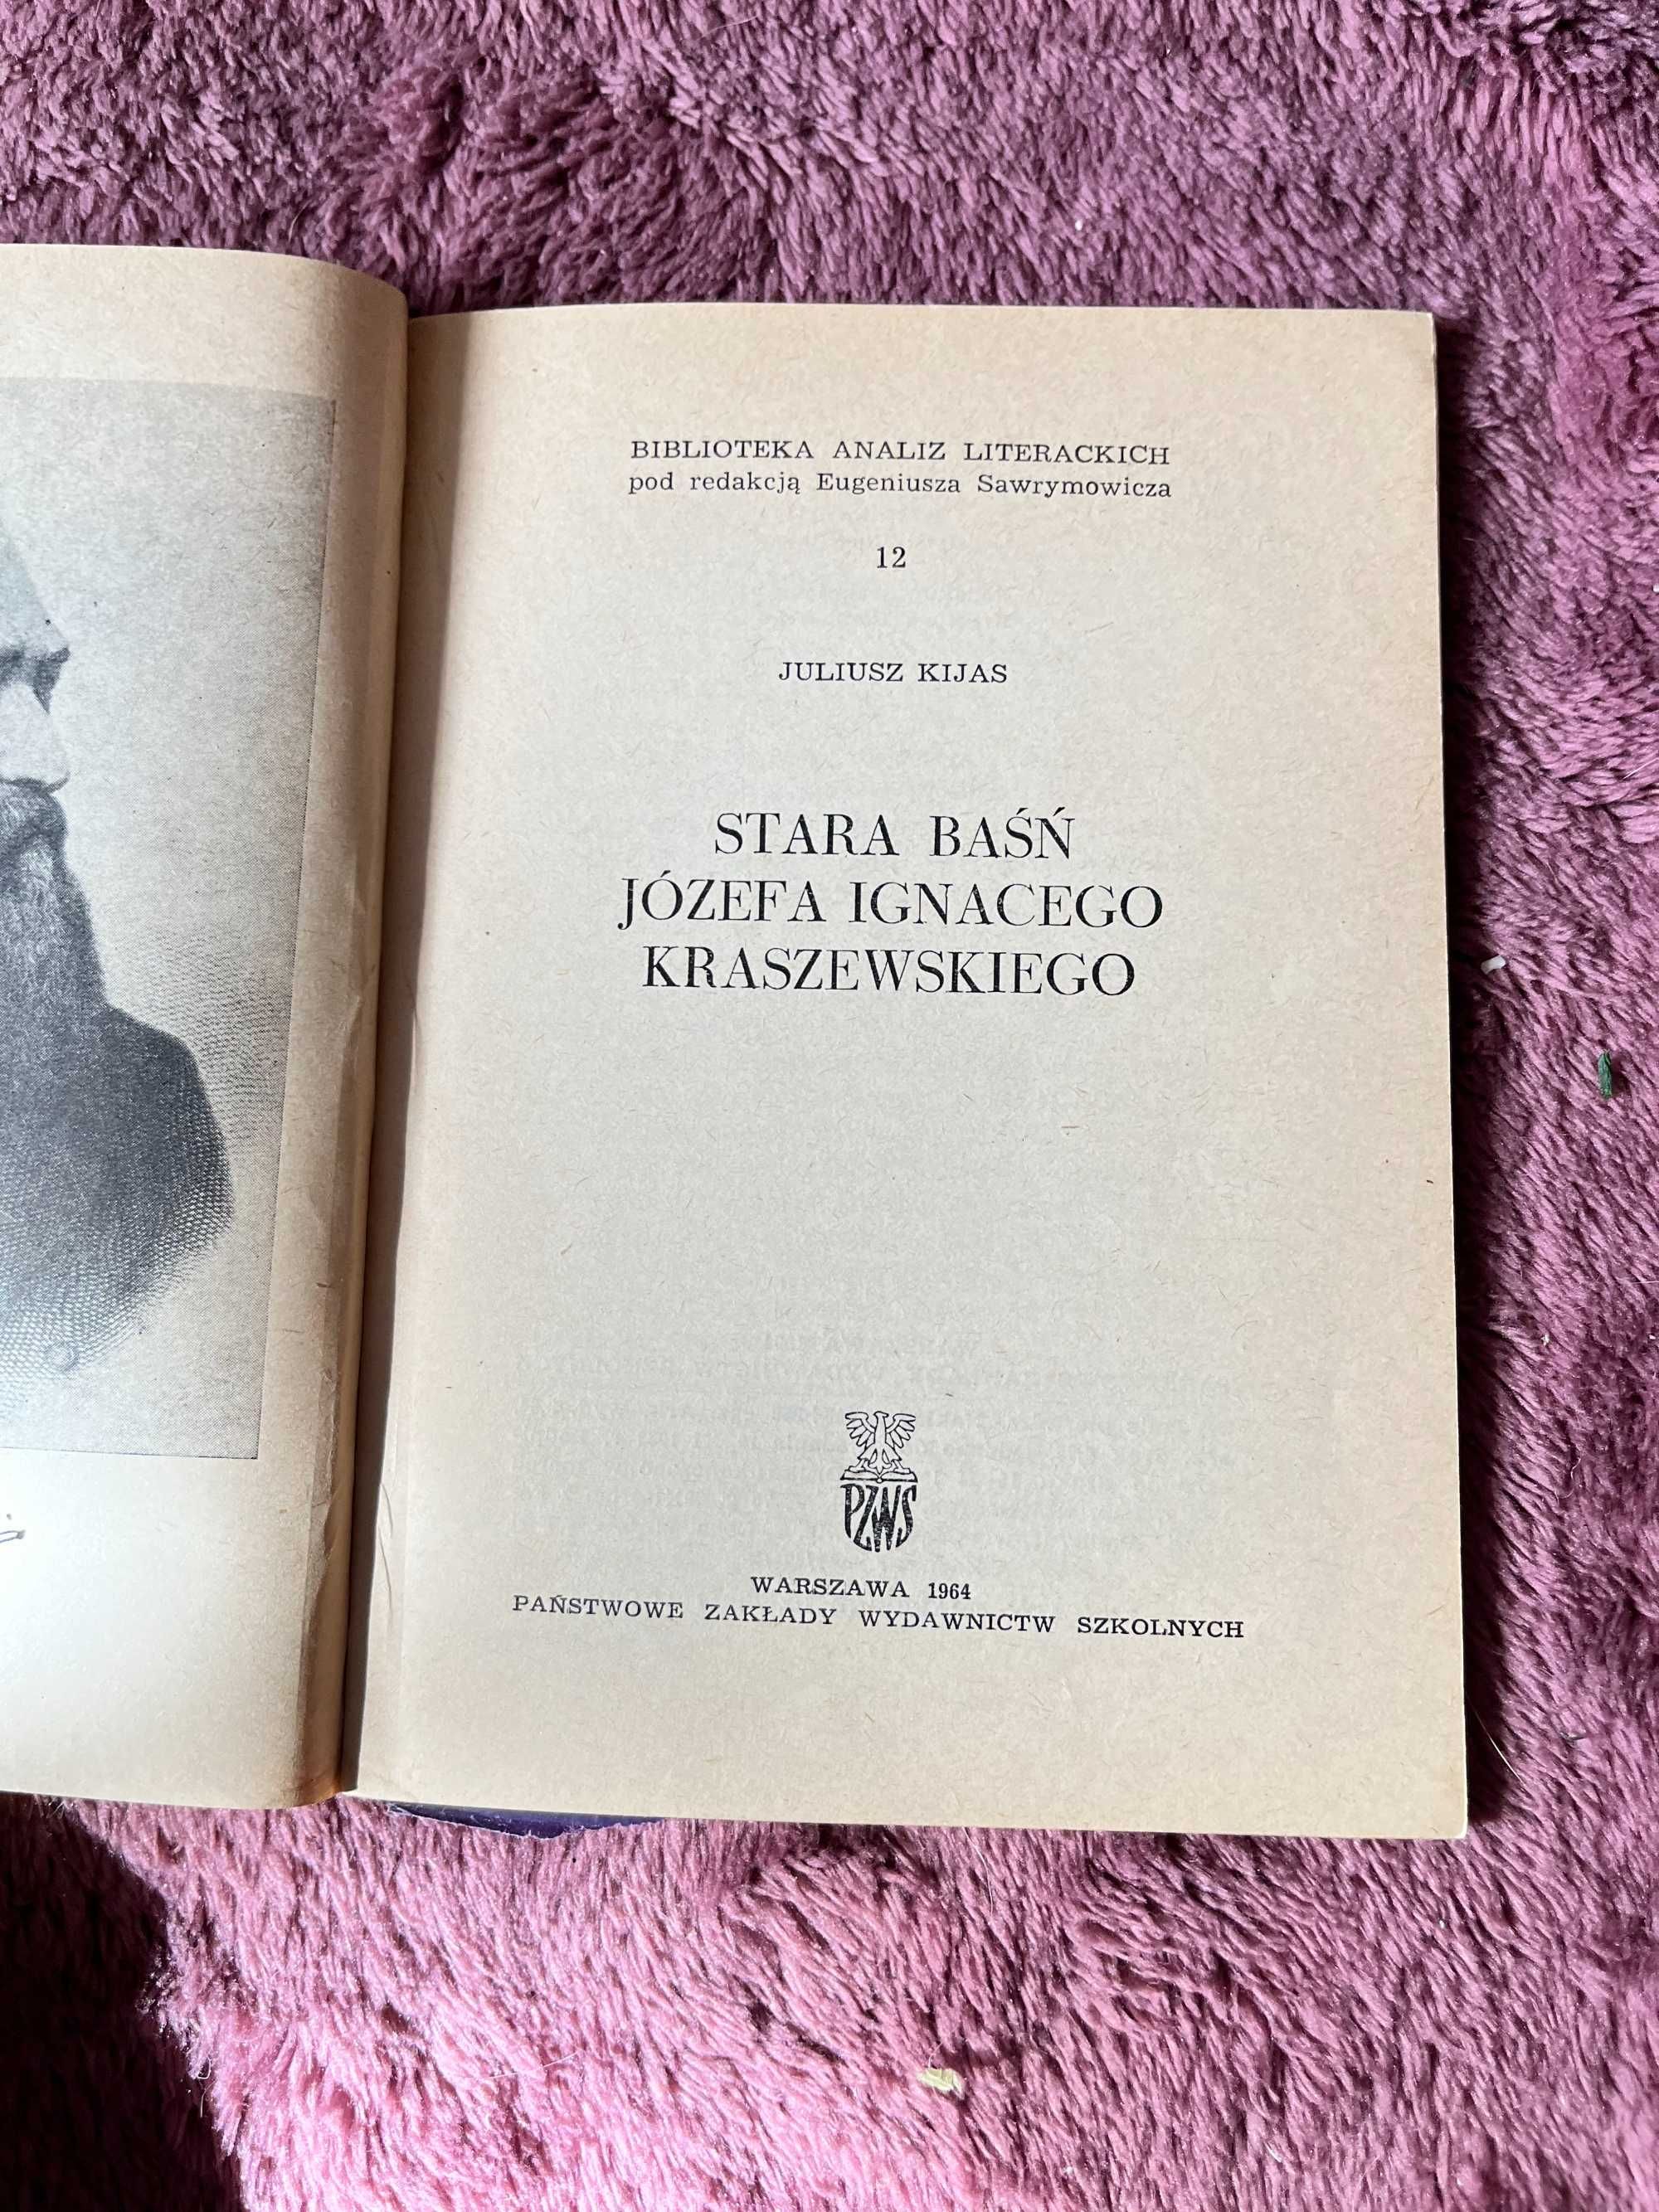 BIBLIOTEKA ANALIZ LITERACKICH
pod redakcją Eugeniusza Sawrymowicza
12
JULIUSZ KIJAS
STARA BAŚŃ
JÓZEFA IGNACEGO
KRASZEWSKIEGO
PZWS
WARSZAWA 1964
PAŃSTWOWE ZAKŁADY WYDAWNICTW SZKOLNYCH